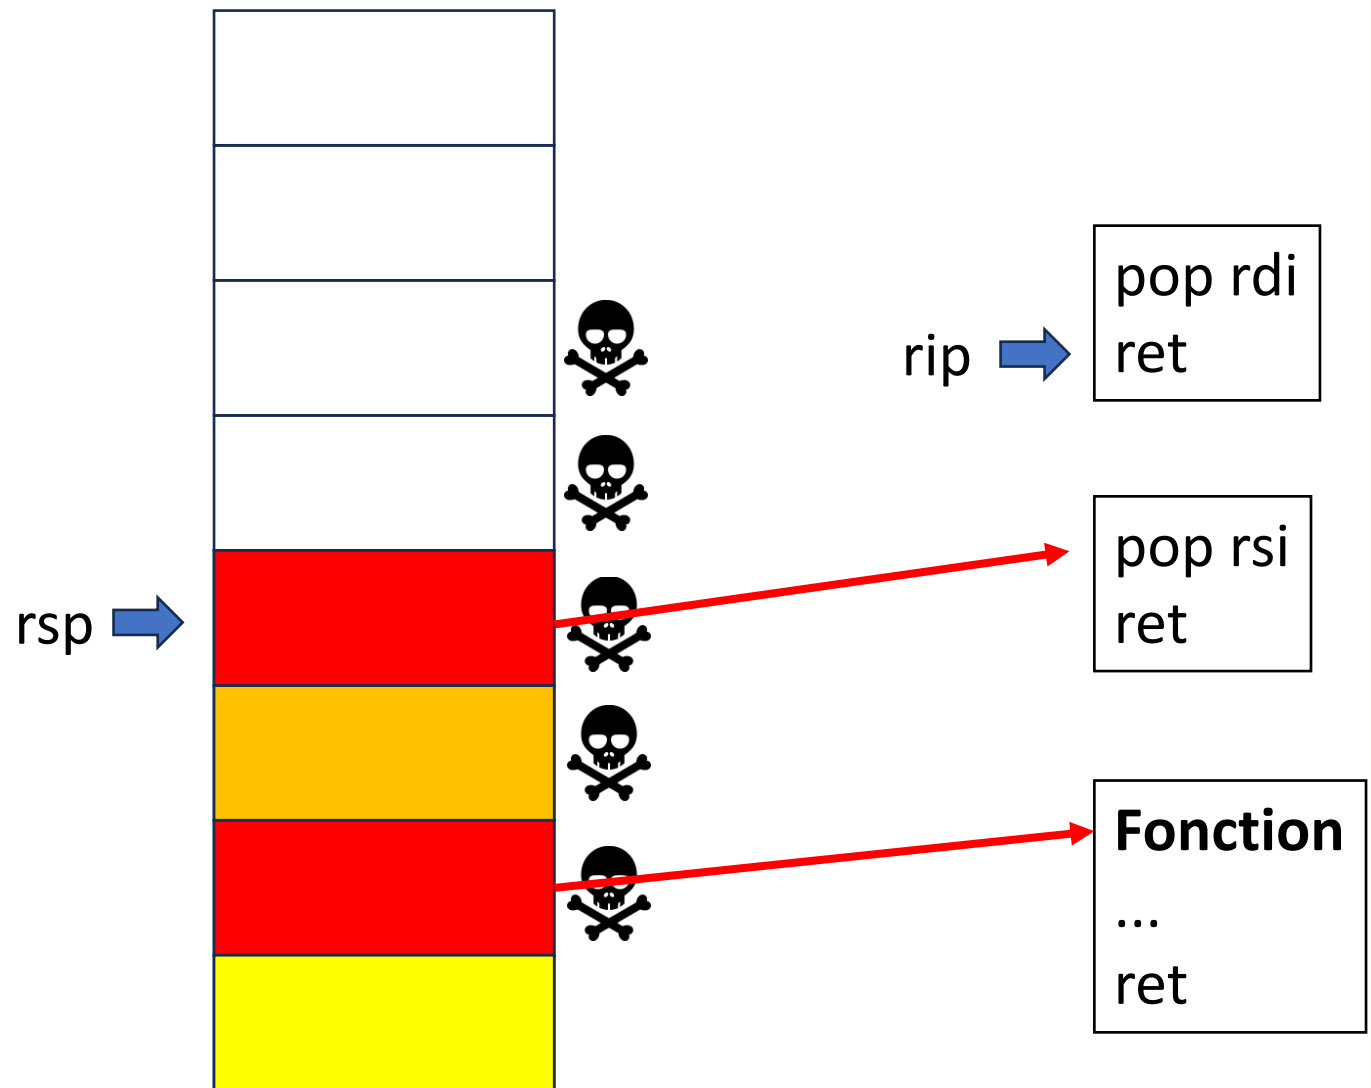 pop rdi
rip
ret
pop rsi
rsp
ret
Fonction
...
ret